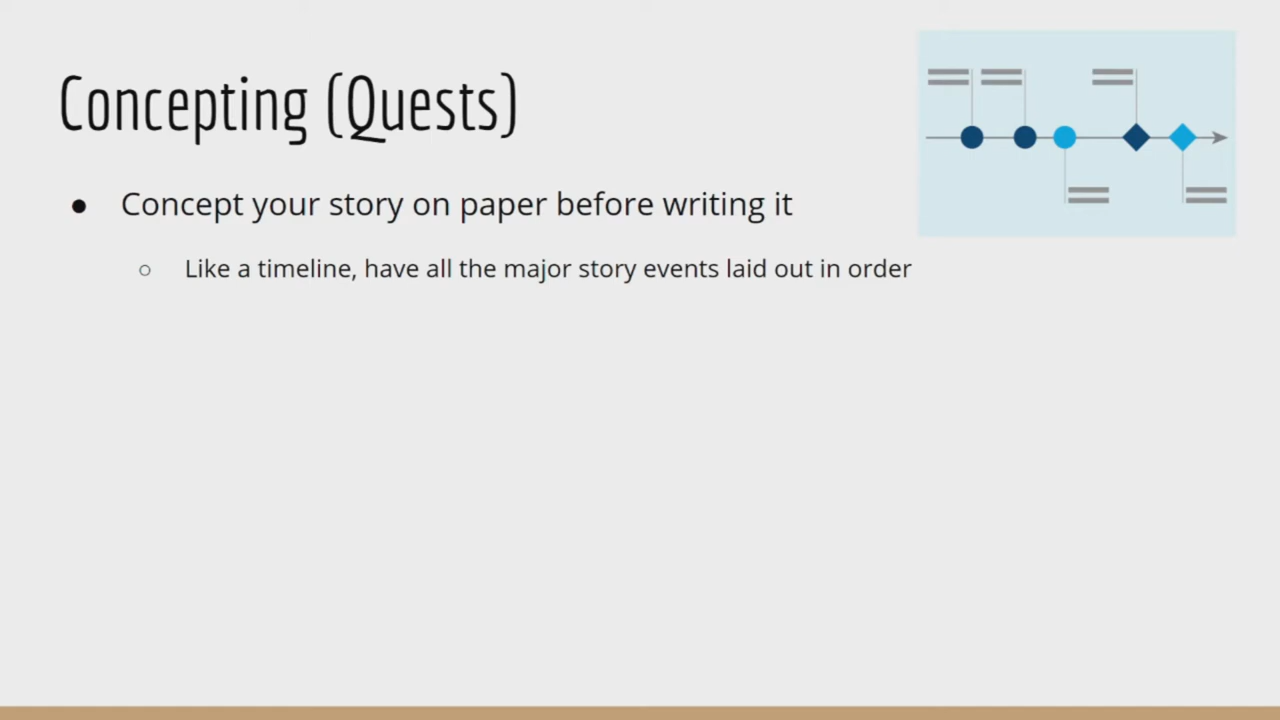 Concepting (Quests)
● Concept your story on paper before writing it
○ Like a timeline, have all the major story events laid out in order